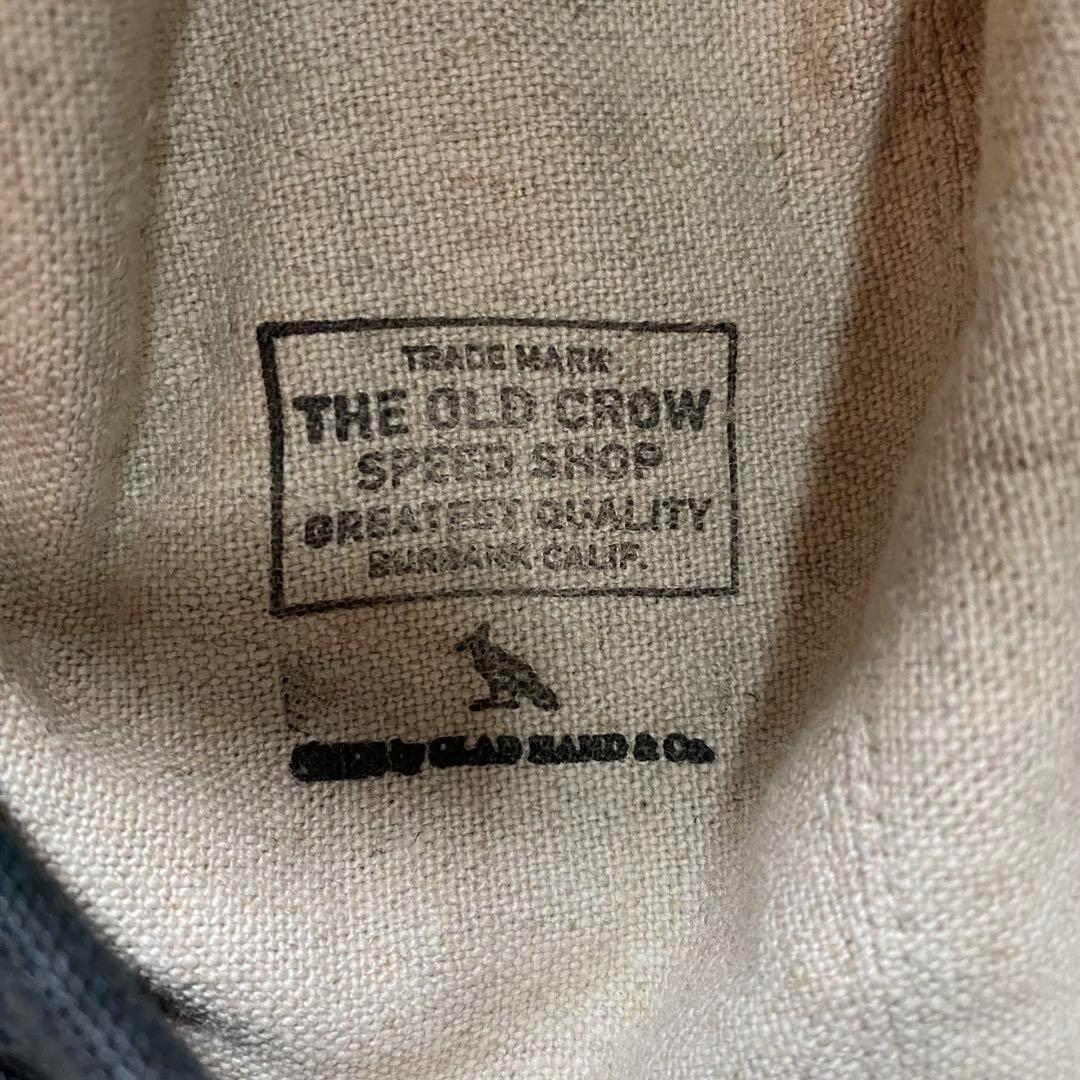 TRADE MARK
THE OLD CROW
SPEED SHOP
GREATEST QUALITY
BURBANK CALIF.
by GLAD HAND & Co.